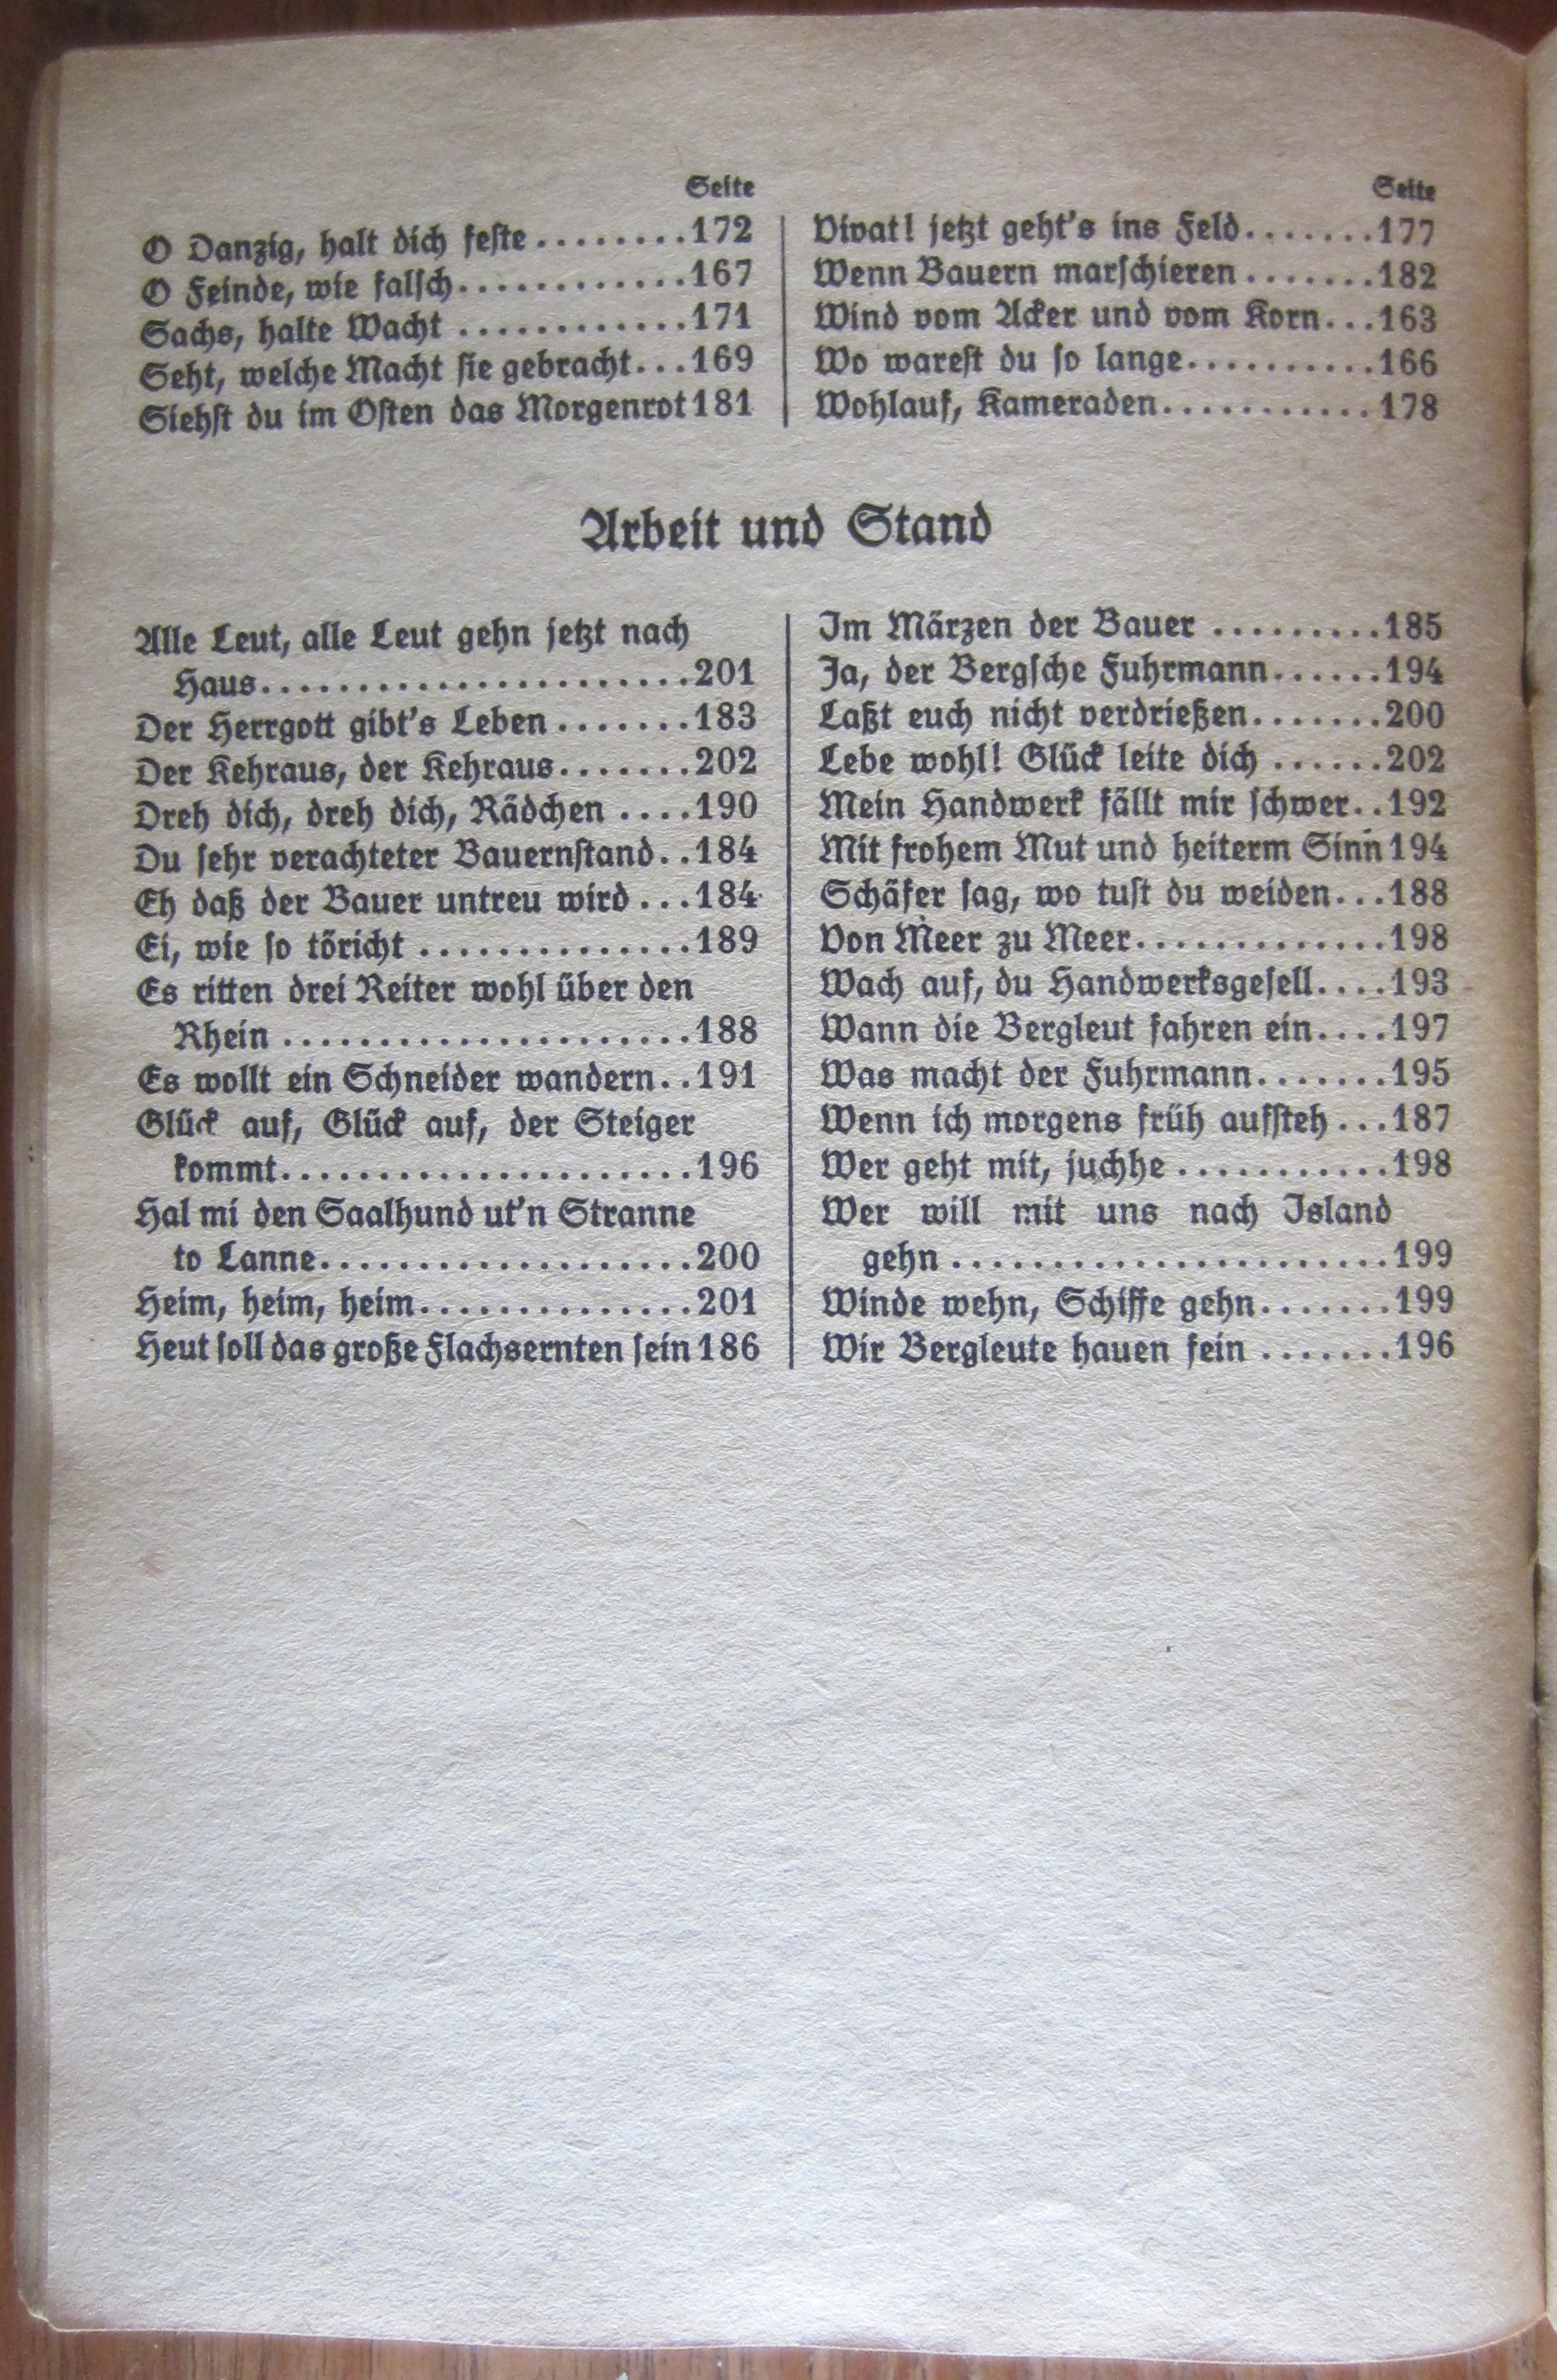 Seite
O Danzig, halt dich feste ........172
O Feinde, wie falsch............167
Sachs, halte Wacht ............171
Seht, welche Macht sie gebracht...169
Siehst du im Osten das Morgenrot 181
Seite
Vivat! jetzt geht's ins Feld.......177
Wenn Bauern marschieren.......182
Wind vom Acker und vom Korn...163
Wo warest du so lange..........166
Wohlauf, Kameraden...........178
Arbeit und Stand
Alle Leut, alle Leut gehn jetzt nach
Haus......................201
Der Herrgott gibt's Leben.......183
Der Kehraus, der Kehraus.......202
Dreh dich, dreh dich, Rädchen ....190
Du sehr verachteter Bauernstand..184
Eh daß der Bauer untreu wird ...184
Ei, wie so töricht ..............189
Es ritten drei Reiter wohl über den
Rhein .....................188
Es wollt ein Schneider wandern..191
Glück auf, Glück auf, der Steiger
kommt.....................196
Hal mi den Saalhund ut'n Stranne
to Lanne...................200
Heim, heim, heim..............201
Heut soll das große Flachsernten sein 186
Im Märzen der Bauer .........185
Ja, der Bergsche Fuhrmann......194
Laßt euch nicht verdrießen.......200
Lebe wohl! Glück leite dich ......202
Mein Handwerk fällt mir schwer..192
Mit frohem Mut und heiterm Sinn 194
Schäfer sag, wo tust du weiden...188
Von Meer zu Meer.............198
Wach auf, du Handwerksgesell....193
Wann die Bergleut fahren ein....197
Was macht der Fuhrmann.......195
Wenn ich morgens früh aufsteh ...187
Wer geht mit, juchhe ...........198
Wer will mit uns nach Island
gehn .......................199
Winde wehn, Schiffe gehn.......199
Wir Bergleute hauen fein .......196